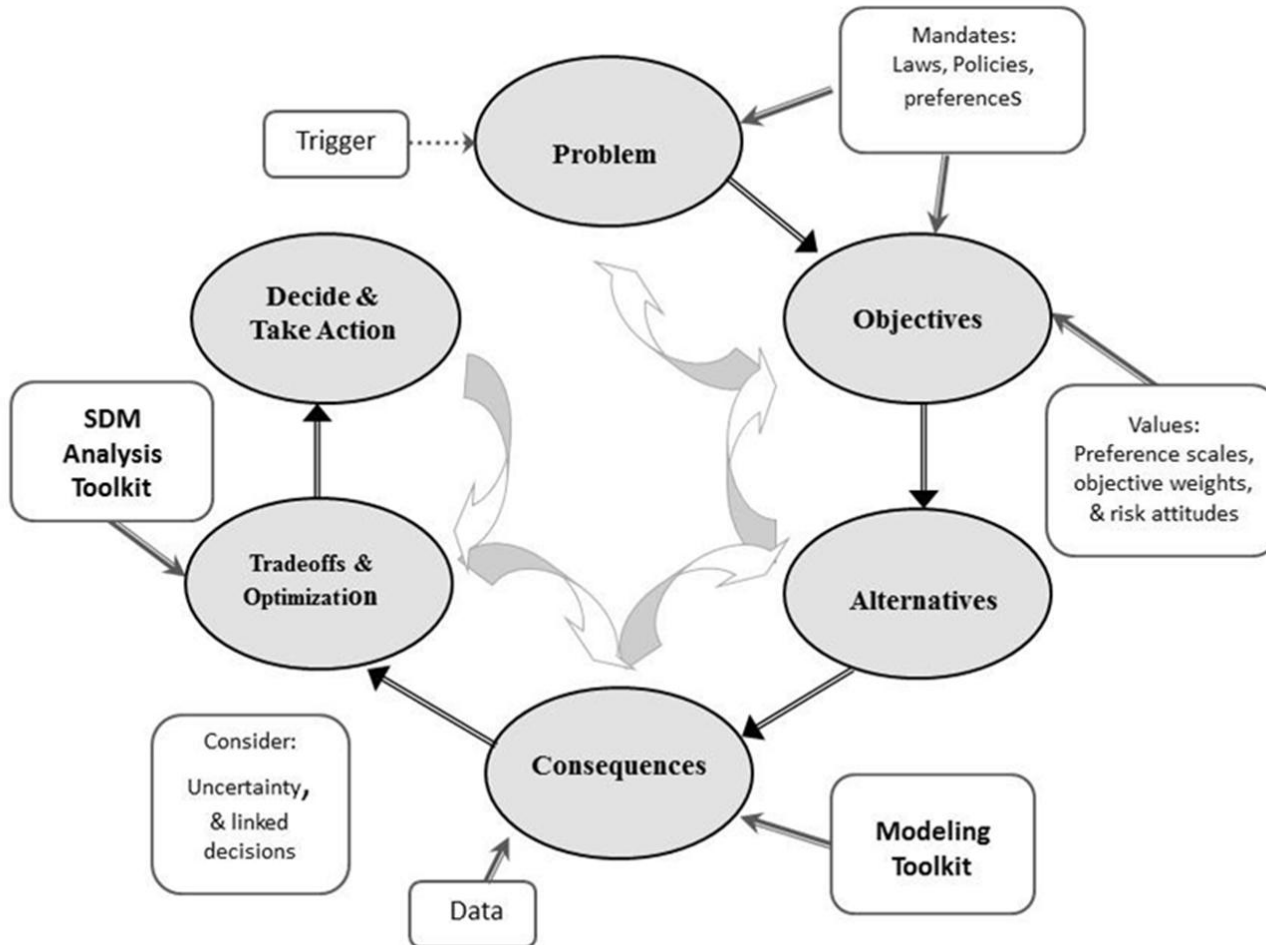 Mandates:
Laws, Policies,
preferences
Trigger
Problem
Decide &
Take Action
Objectives
SDM
Analysis
Toolkit
Values:
Preference scales,
objective weights,
& risk attitudes
Tradeoffs &
Optimization
Alternatives
Consider:
Uncertainty,
& linked
decisions
Consequences
Modeling
Toolkit
Data